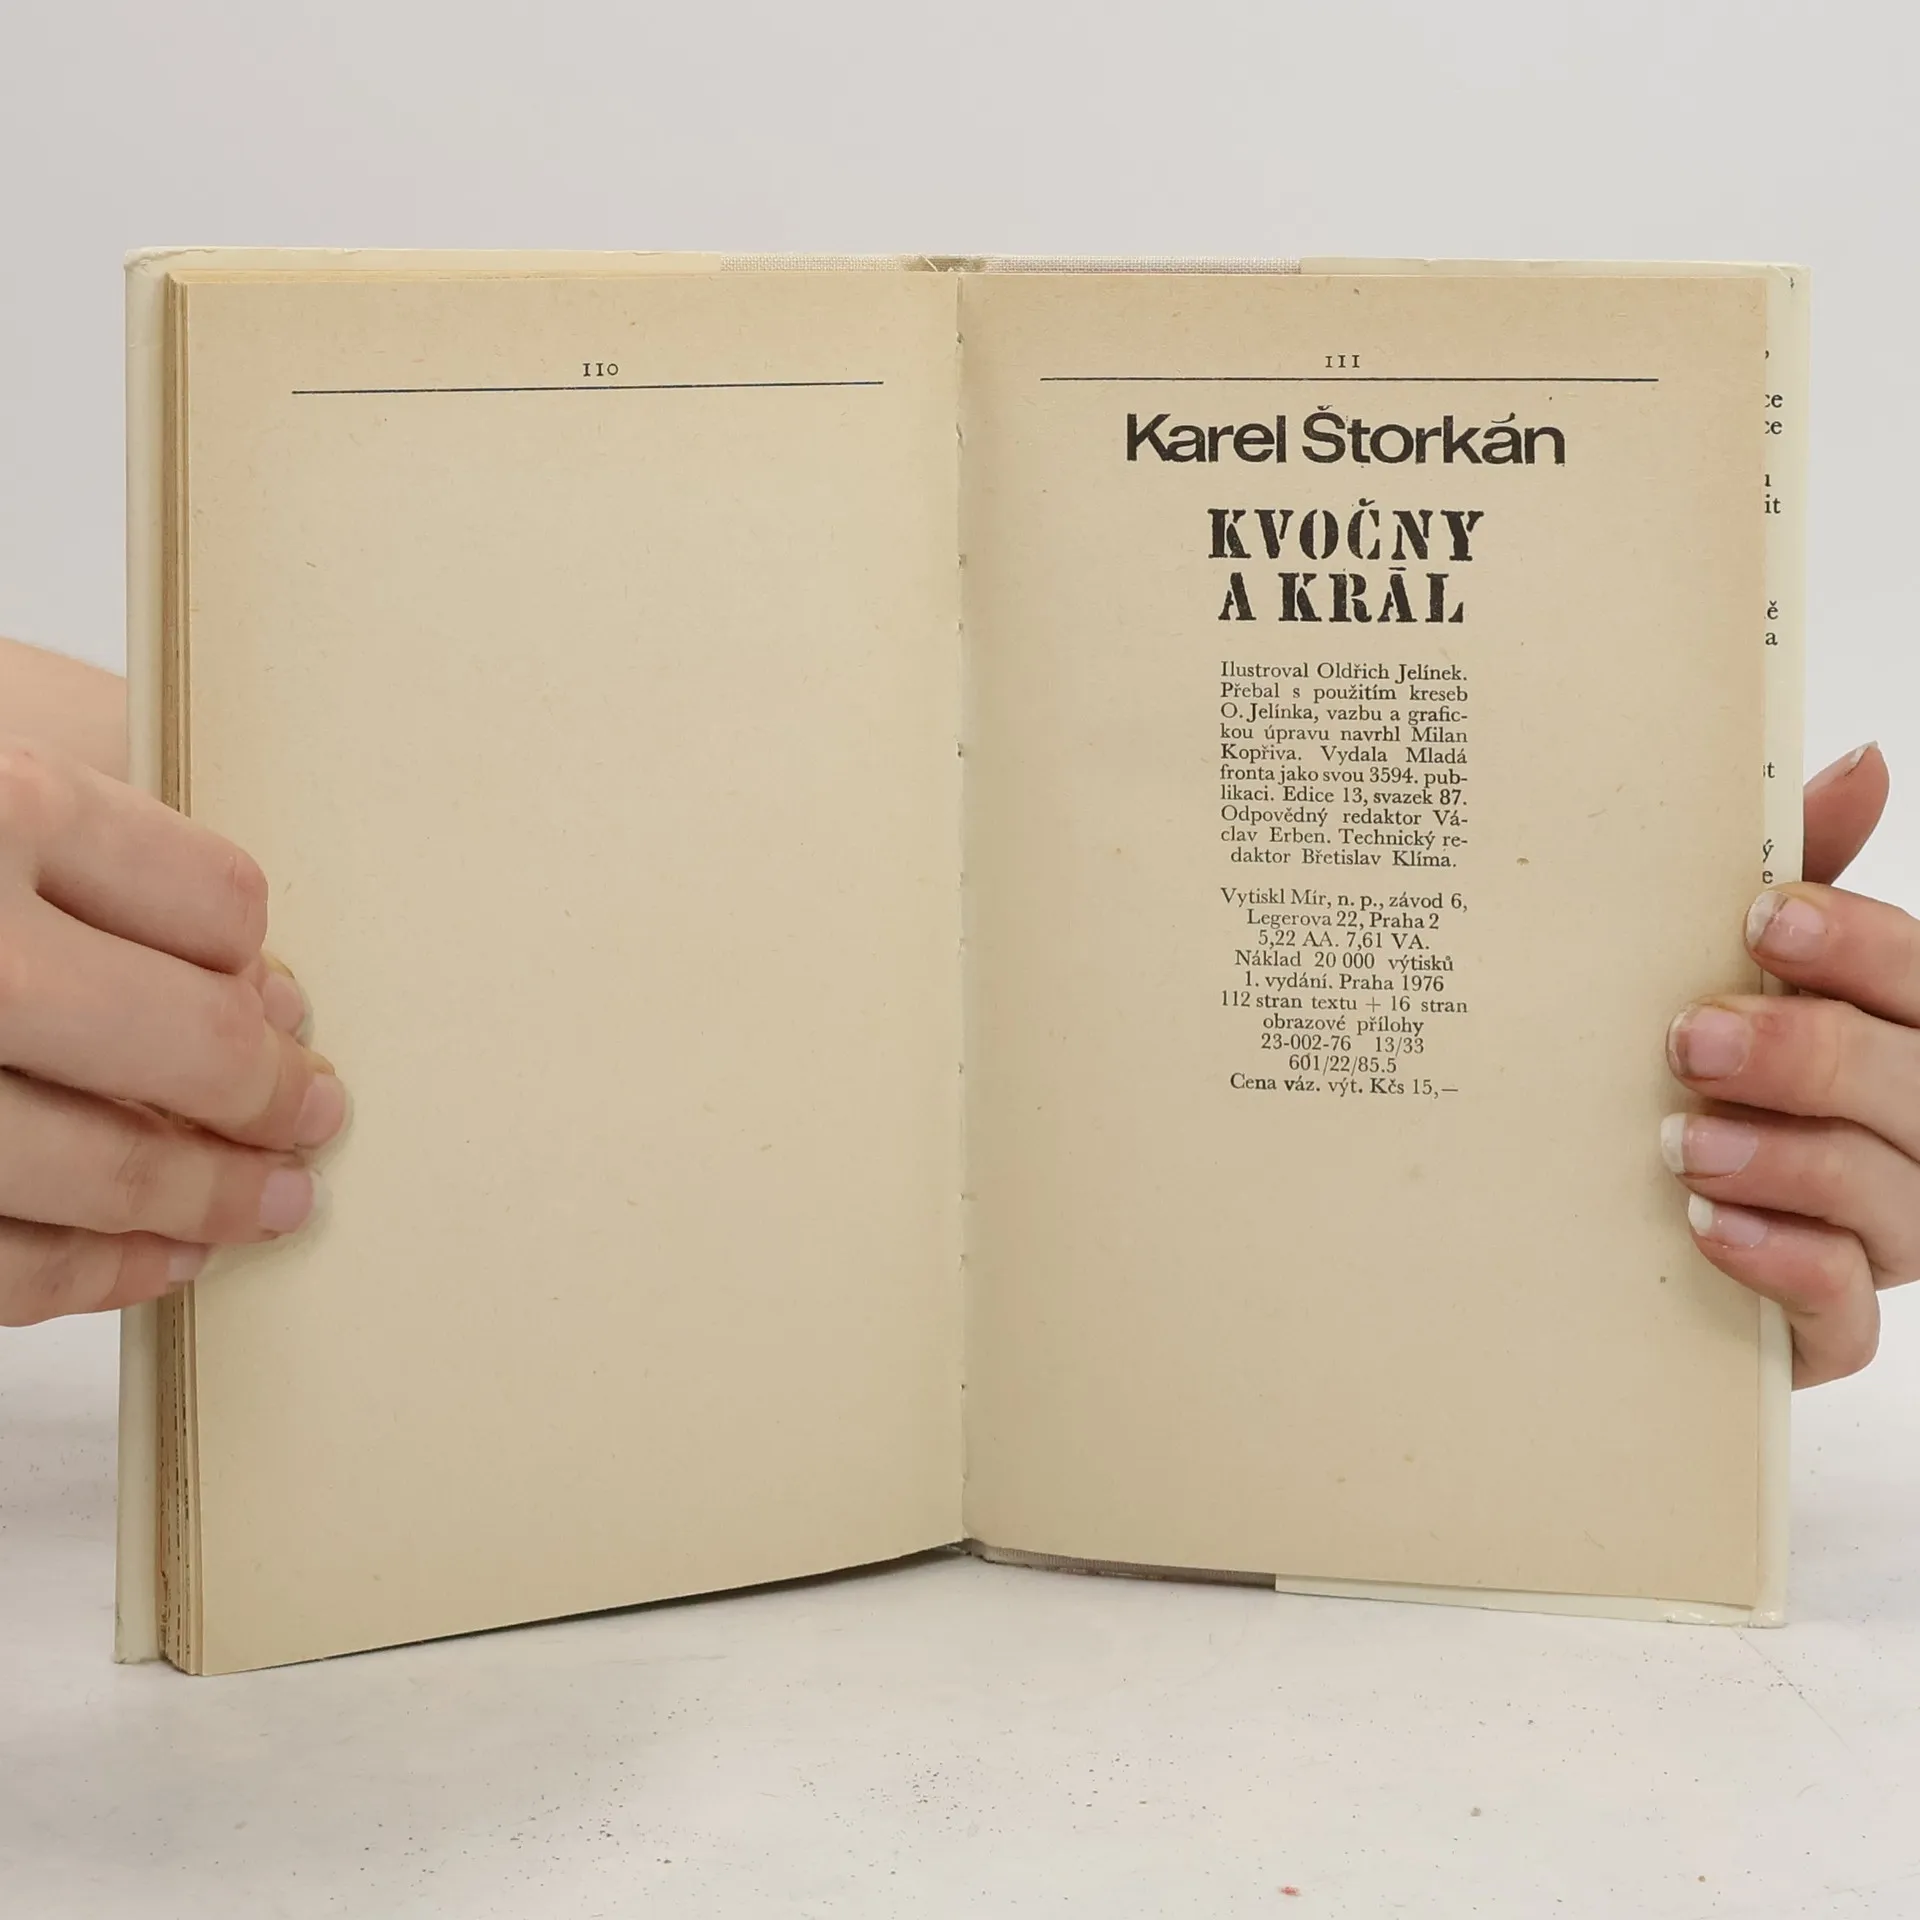 110
111
Karel Štorkán
KVOČNY
A KRÁL
Ilustroval Oldřich Jelínek.
Přebal s použitím kreseb
O. Jelínka, vazbu a grafic-
kou úpravu navrhl Milan
Kopřiva. Vydala Mladá
fronta jako svou 3594. pub-
likaci. Edice 13, svazek 87.
Odpovědný redaktor Vá-
clav Erben. Technický re-
daktor Břetislav Klíma.
Vytiskl Mír, n. p., závod 6,
Legerova 22, Praha 2
5,22 AA. 7,61 VA.
Náklad 20 000 výtisků
1. vydání. Praha 1976
112 stran textu + 16 stran
obrazové přílohy
23-002-76 13/33
601/22/85.5
Cena váz. výt. Kčs 15,—